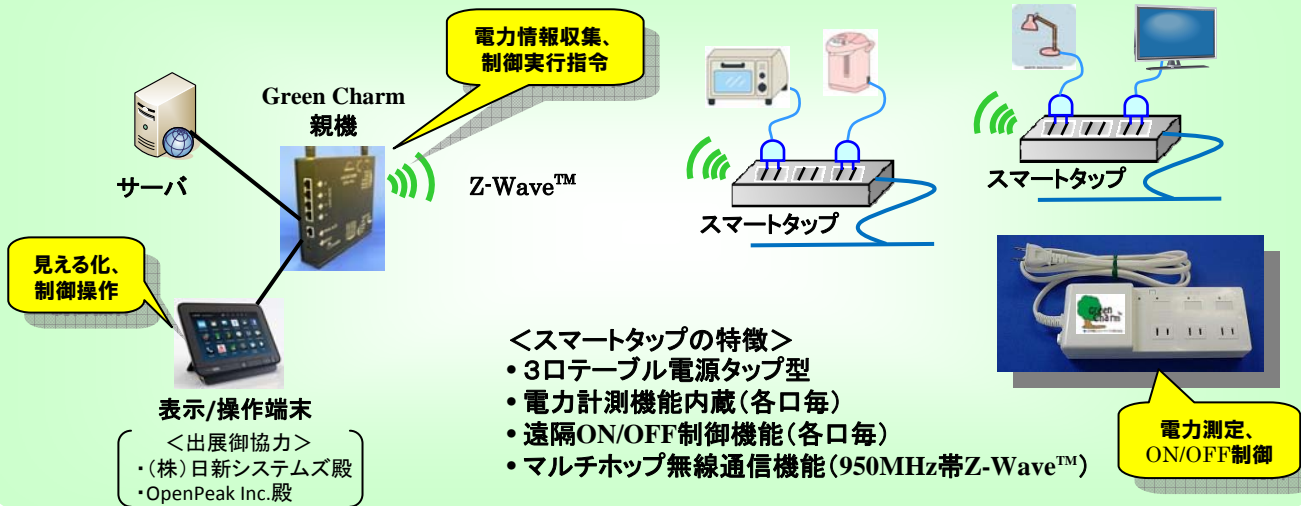 電力情報収集、
制御実行指令
Green Charm
親機
サーバ
Z-Wave™
スマートタップ
スマートタップ
見える化、
制御操作
表示/操作端末
＜出展御協力＞
・（株）日新システムズ殿
・OpenPeak Inc.殿
＜スマートタップの特徴＞
• 3口テーブル電源タップ型
• 電力計測機能内蔵（各口毎）
• 遠隔ON/OFF制御機能（各口毎）
• マルチホップ無線通信機能（950MHz帯Z-Wave™）
Green
Charm
電力測定、
ON/OFF制御